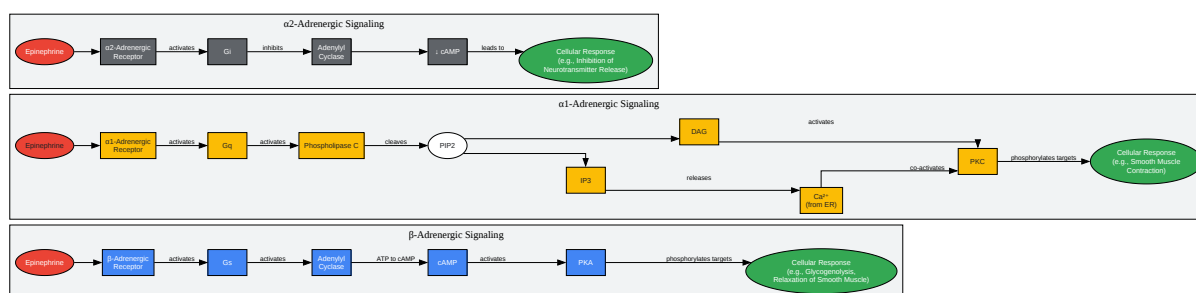 α2-Adrenergic Signaling
Epinephrine
α2-Adrenergic
Receptor
activates
Gi
inhibits
Adenylyl
Cyclase
↓ cAMP
leads to
Cellular Response
(e.g., Inhibition of
Neurotransmitter Release)
α1-Adrenergic Signaling
Epinephrine
α1-Adrenergic
Receptor
activates
Gq
activates
Phospholipase C
cleaves
PIP2
DAG
activates
IP3
releases
Ca²⁺
(from ER)
co-activates
PKC
phosphorylates targets
Cellular Response
(e.g., Smooth Muscle
Contraction)
β-Adrenergic Signaling
Epinephrine
β-Adrenergic
Receptor
activates
Gs
activates
Adenylyl
Cyclase
ATP to cAMP
cAMP
activates
PKA
phosphorylates targets
Cellular Response
(e.g., Glycogenolysis,
Relaxation of Smooth Muscle)